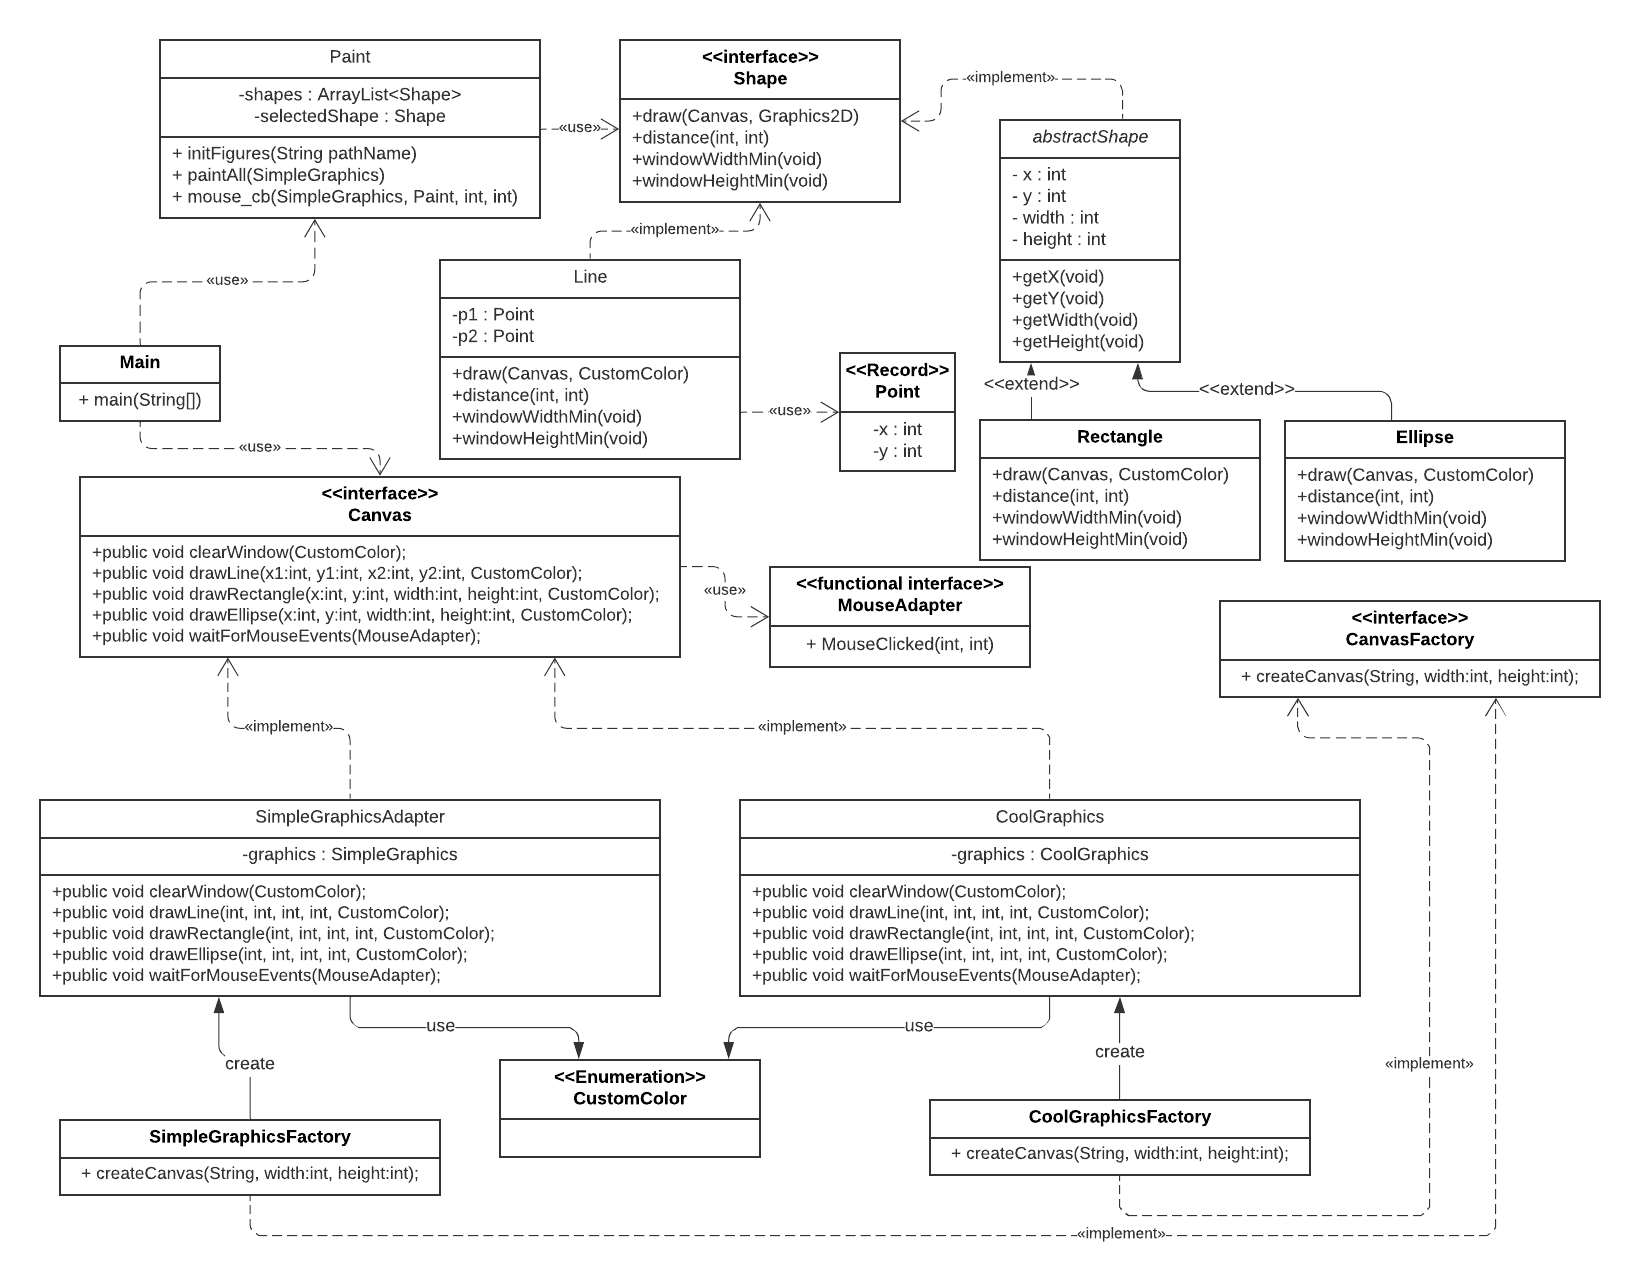 Paint
-shapes : ArrayList<Shape>
-selectedShape : Shape
+ initFigures(String pathName)
+ paintAll(SimpleGraphics)
+ mouse_cb(SimpleGraphics, Paint, int, int)
«use»
<<interface>>
Shape
+draw(Canvas, Graphics2D)
+distance(int, int)
+windowWidthMin(void)
+windowHeightMin(void)
«implement»
abstractShape
- x : int
- y : int
- width : int
- height : int
+getX(void)
+getY(void)
+getWidth(void)
+getHeight(void)
«implement»
«use»
Line
-p1 : Point
-p2 : Point
+draw(Canvas, CustomColor)
+distance(int, int)
+windowWidthMin(void)
+windowHeightMin(void)
Main
+ main(String[])
«use»
«use»
<<Record>>
Point
-x : int
-y : int
<<extend>>
<<extend>>
Rectangle
+draw(Canvas, CustomColor)
+distance(int, int)
+windowWidthMin(void)
+windowHeightMin(void)
Ellipse
+draw(Canvas, CustomColor)
+distance(int, int)
+windowWidthMin(void)
+windowHeightMin(void)
<<interface>>
Canvas
+public void clearWindow(CustomColor);
+public void drawLine(x1:int, y1:int, x2:int, y2:int, CustomColor);
+public void drawRectangle(x:int, y:int, width:int, height:int, CustomColor);
+public void drawEllipse(x:int, y:int, width:int, height:int, CustomColor);
+public void waitForMouseEvents(MouseAdapter);
«use»
<<functional interface>>
MouseAdapter
+ MouseClicked(int, int)
<<interface>>
CanvasFactory
+ createCanvas(String, width:int, height:int);
«implement»
«implement»
SimpleGraphicsAdapter
-graphics : SimpleGraphics
+public void clearWindow(CustomColor);
+public void drawLine(int, int, int, int, CustomColor);
+public void drawRectangle(int, int, int, int, CustomColor);
+public void drawEllipse(int, int, int, int, CustomColor);
+public void waitForMouseEvents(MouseAdapter);
CoolGraphics
-graphics : CoolGraphics
+public void clearWindow(CustomColor);
+public void drawLine(int, int, int, int, CustomColor);
+public void drawRectangle(int, int, int, int, CustomColor);
+public void drawEllipse(int, int, int, int, CustomColor);
+public void waitForMouseEvents(MouseAdapter);
use
use
create
create
«implement»
<<Enumeration>>
CustomColor
SimpleGraphicsFactory
+ createCanvas(String, width:int, height:int);
CoolGraphicsFactory
+ createCanvas(String, width:int, height:int);
«implement»